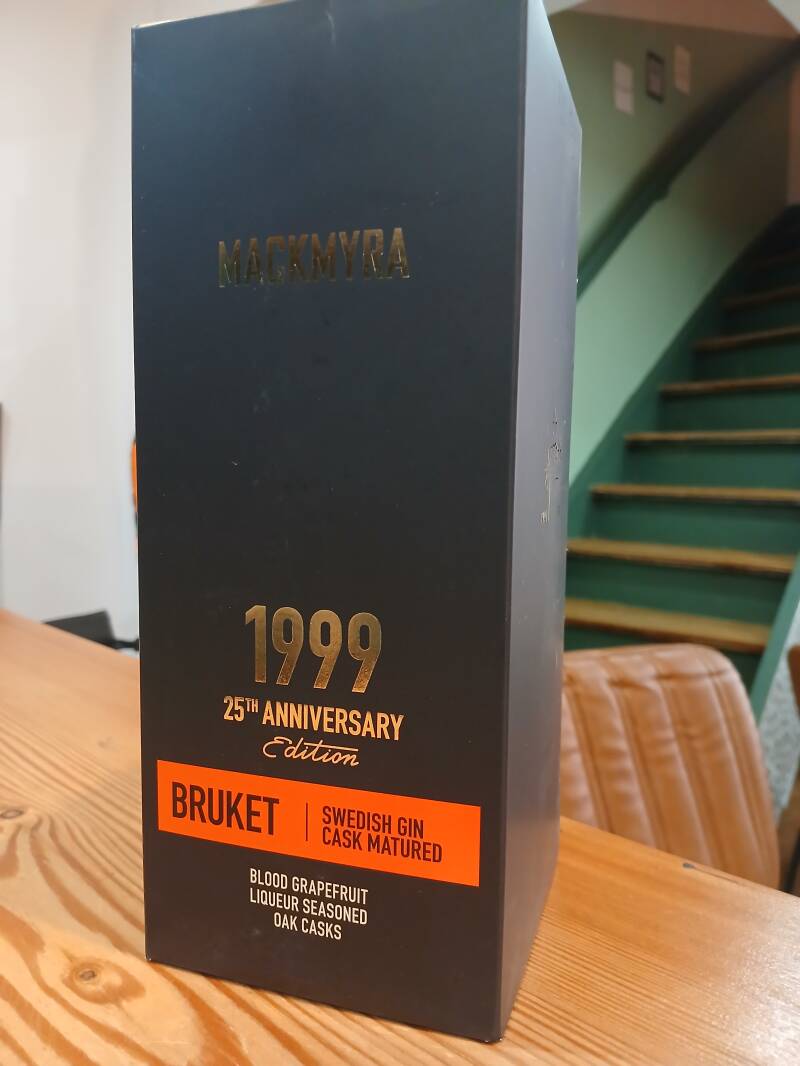 MACKMYRA
1999
25TH ANNIVERSARY
Edition
BRUKET
SWEDISH GIN
CASK MATURED
BLOOD GRAPEFRUIT
LIQUEUR SEASONED
OAK CASKS